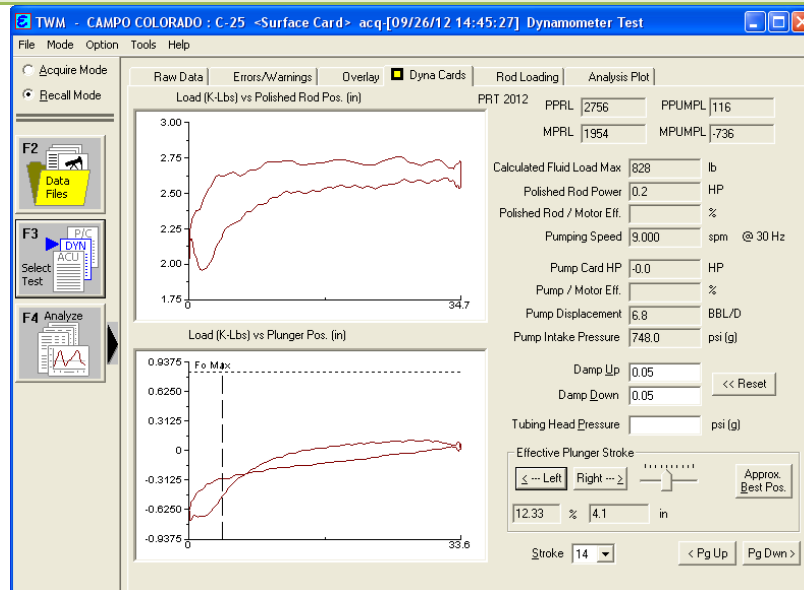 TWM - CAMPO COLORADO : C-25 <Surface Card> acq-[09/26/12 14:45:27] Dynamometer Test
File Mode Option Tools Help
Acquire Mode
Recall Mode
F2
Data
Files
F3
P/C
DYN
ACU
Select
Test
F4 Analyze
Raw Data
Errors/Warnings
Overlay
Dyna Cards
Rod Loading
Analysis Plot
Load (K-Lbs) vs Polished Rod Pos. (in)
3.00
2.75
2.50
2.25
2.00
1.75
0
34.7
Load (K-Lbs) vs Plunger Pos. (in)
0.9375
Fo Max
0.6250
0.3125
0
-0.3125
-0.6250
-0.9375
0
33.6
PRT 2012
PPRL 2756 PPUMPL 116
MPRL 1954 MPUMPL -736
Calculated Fluid Load Max 828 lb
Polished Rod Power 0.2 HP
Polished Rod / Motor Eff. %
Pumping Speed 9.000 spm @ 30 Hz
Pump Card HP -0.0 HP
Pump / Motor Eff. %
Pump Displacement 6.8 BBL/D
Pump Intake Pressure 748.0 psi (g)
Damp Up 0.05
Damp Down 0.05
<< Reset
Tubing Head Pressure psi (g)
Effective Plunger Stroke
< --- Left Right --- >
Approx.
Best Pos.
12.33 % 4.1 in
Stroke 14 < Pg Up Pg Dwn >